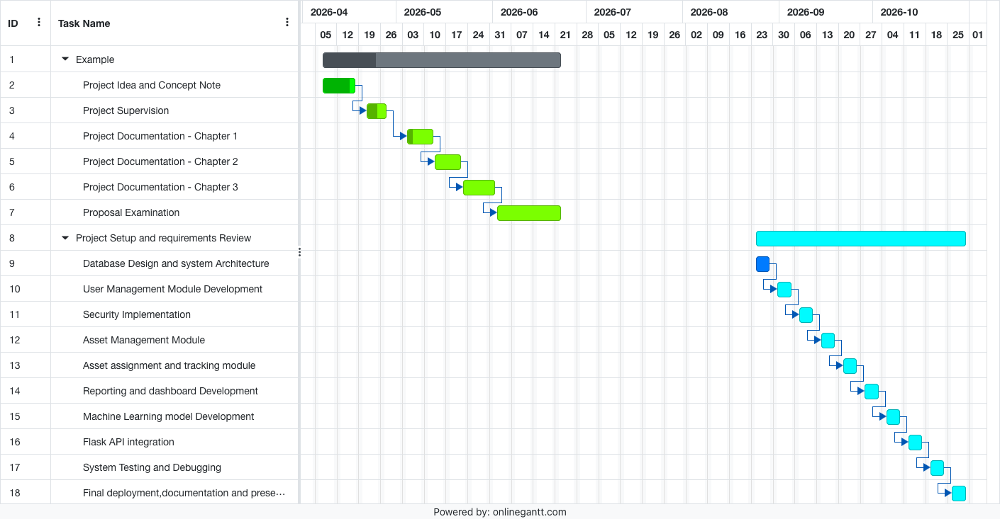 2026-04 2026-05 2026-06 2026-07 2026-08 2026-09 2026-10
ID Task Name
05 12 19 26 03 10 17 24 31 07 14 21 28 05 12 19 26 02 09 16 23 30 06 13 20 27 04 11 18 25 01
1 Example
2 Project Idea and Concept Note
3 Project Supervision
4 Project Documentation - Chapter 1
5 Project Documentation - Chapter 2
6 Project Documentation - Chapter 3
7 Proposal Examination
8 Project Setup and requirements Review
9 Database Design and system Architecture
10 User Management Module Development
11 Security Implementation
12 Asset Management Module
13 Asset assignment and tracking module
14 Reporting and dashboard Development
15 Machine Learning model Development
16 Flask API integration
17 System Testing and Debugging
18 Final deployment,documentation and prese…
Powered by: onlinegantt.com